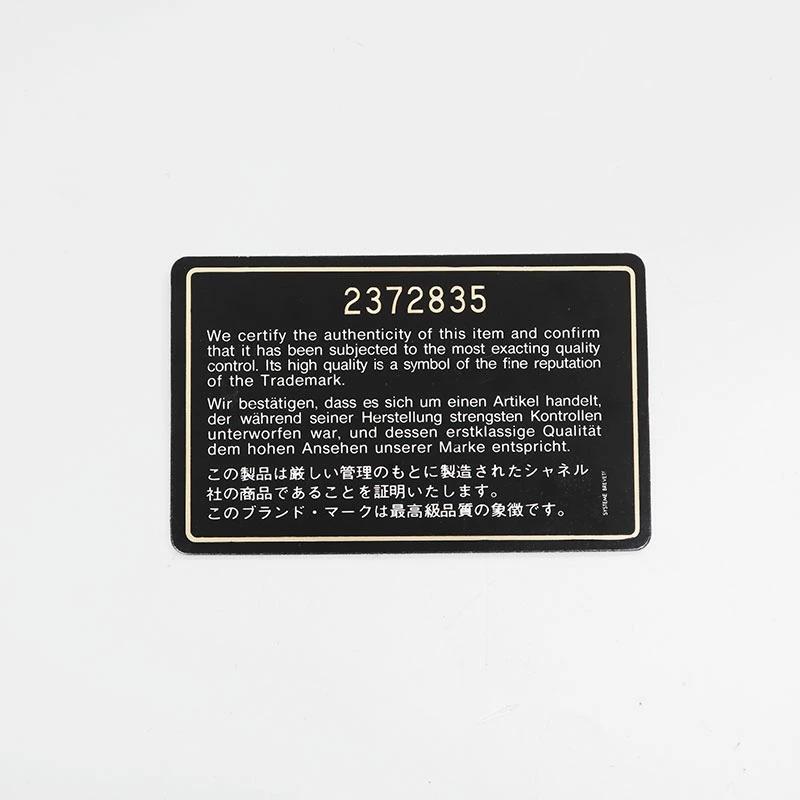 2372835
We certify the authenticity of this item and confirm
that it has been subjected to the most exacting quality
control. Its high quality is a symbol of the fine reputation
of the Trademark.
Wir bestätigen, dass es sich um einen Artikel handelt,
der während seiner Herstellung strengsten Kontrollen
unterworfen war, und dessen erstklassige Qualität
dem hohen Ansehen unserer Marke entspricht.
この製品は厳しい管理のもとに製造されたシャネル
社の商品であることを証明いたします。
このブランド・マークは最高級品質の象徴です。
SYSTEME BREVETE